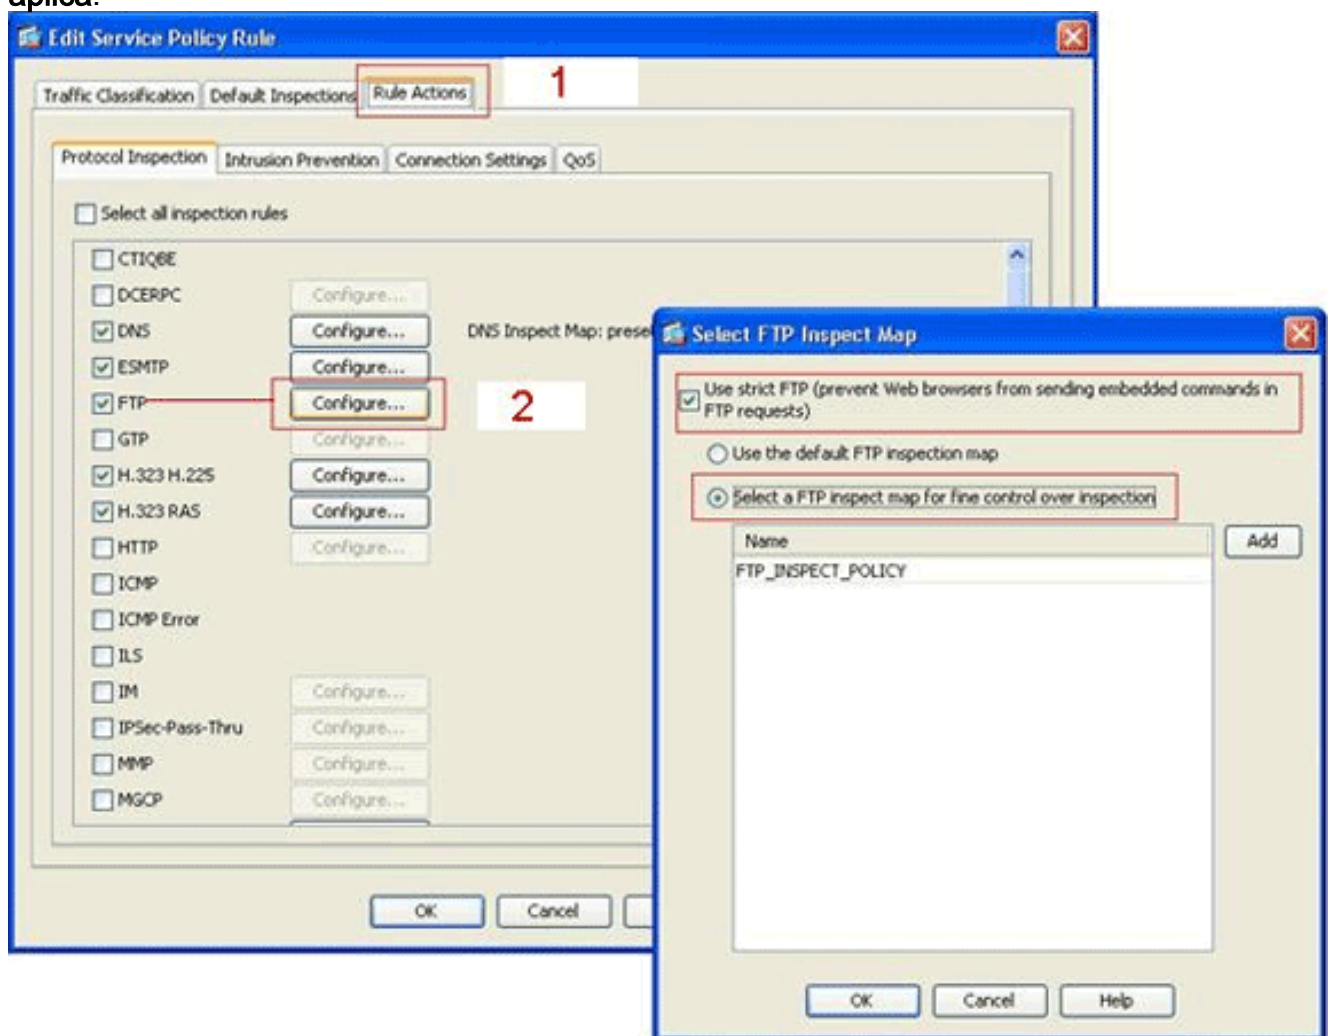 aplica.
Edit Service Policy Rule
Traffic Classification Default Inspections Rule Actions
1
Protocol Inspection Intrusion Prevention Connection Settings QoS
Select all inspection rules
CTIQBE
DCERPC Configure...
DNS Configure... DNS Inspect Map: prese
ESMTP Configure...
FTP Configure...
2
GTP Configure...
H.323 H.225 Configure...
H.323 RAS Configure...
HTTP Configure...
ICMP
ICMP Error
ILS
IM Configure...
IPSec-Pass-Thru Configure...
MMP Configure...
MGCP Configure...
OK Cancel
Select FTP Inspect Map
Use strict FTP (prevent Web browsers from sending embedded commands in
FTP requests)
Use the default FTP inspection map
Select a FTP inspect map for fine control over inspection
Name
Add
FTP_INSPECT_POLICY
OK Cancel Help